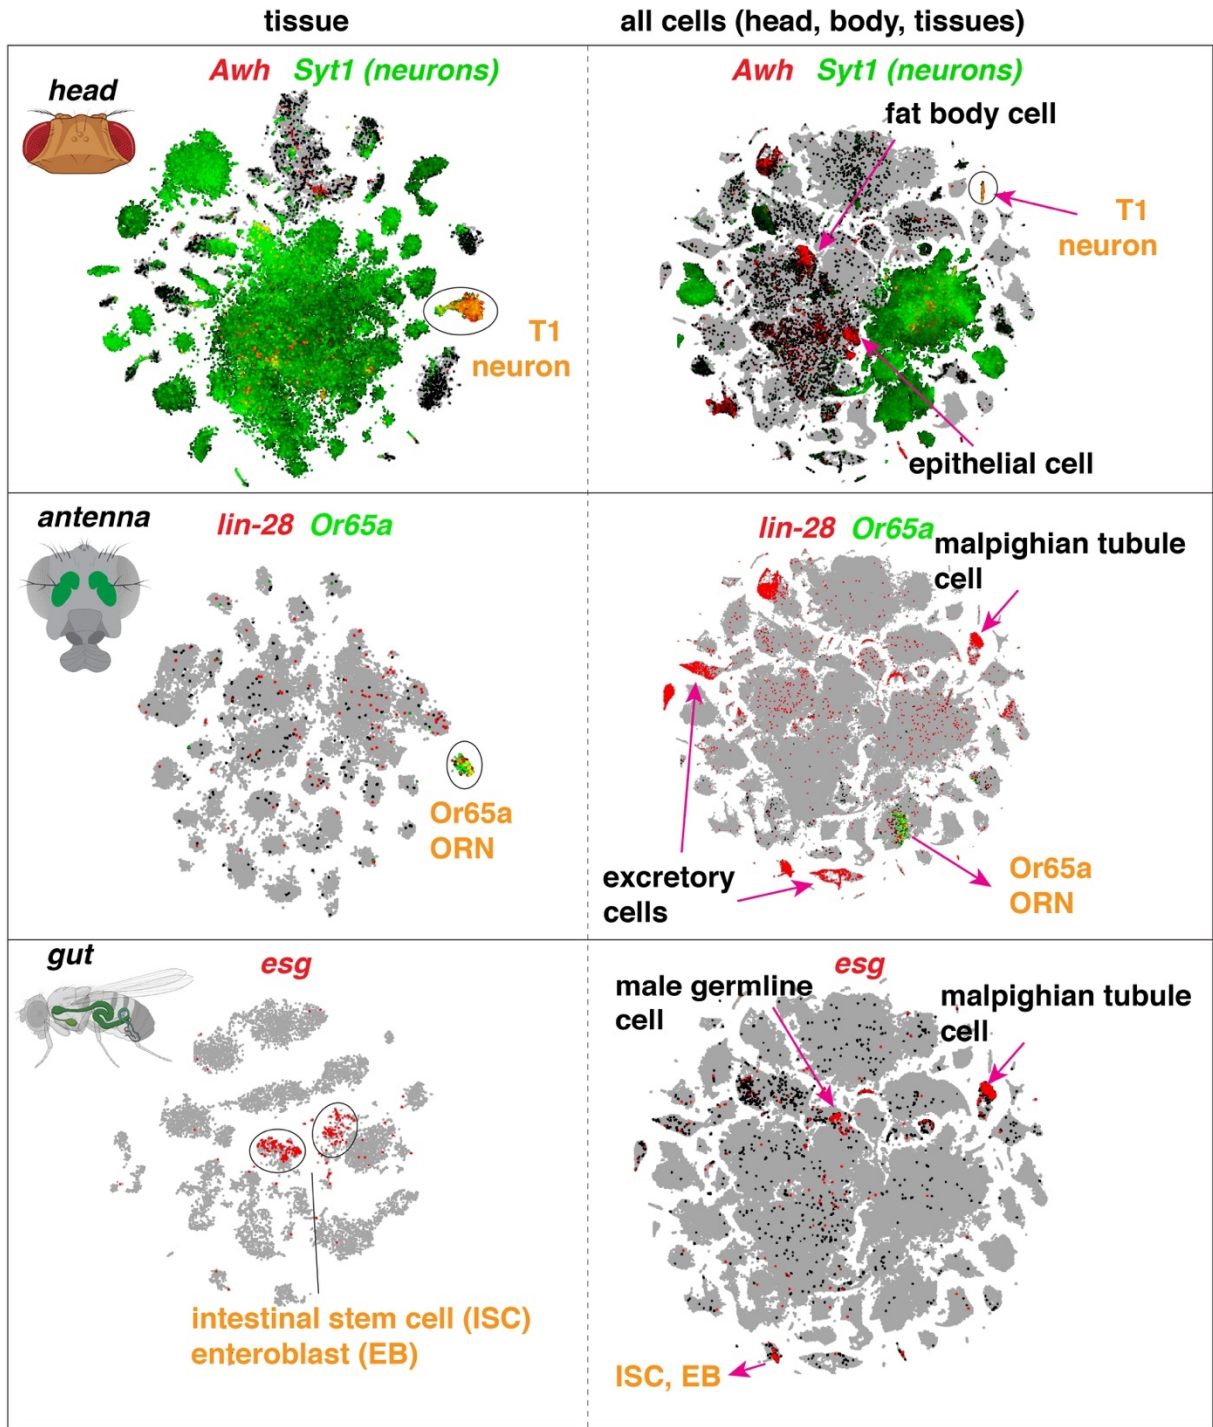 tissue
all cells (head, body, tissues)
head
Awh Syt1 (neurons)
T1
neuron
Awh Syt1 (neurons)
fat body cell
T1
neuron
epithelial cell
antenna
lin-28 Or65a
Or65a
ORN
lin-28 Or65a
malpighian tubule
cell
excretory
cells
Or65a
ORN
gut
esg
intestinal stem cell (ISC)
enteroblast (EB)
esg
male germline
cell
malpighian tubule
cell
ISC, EB